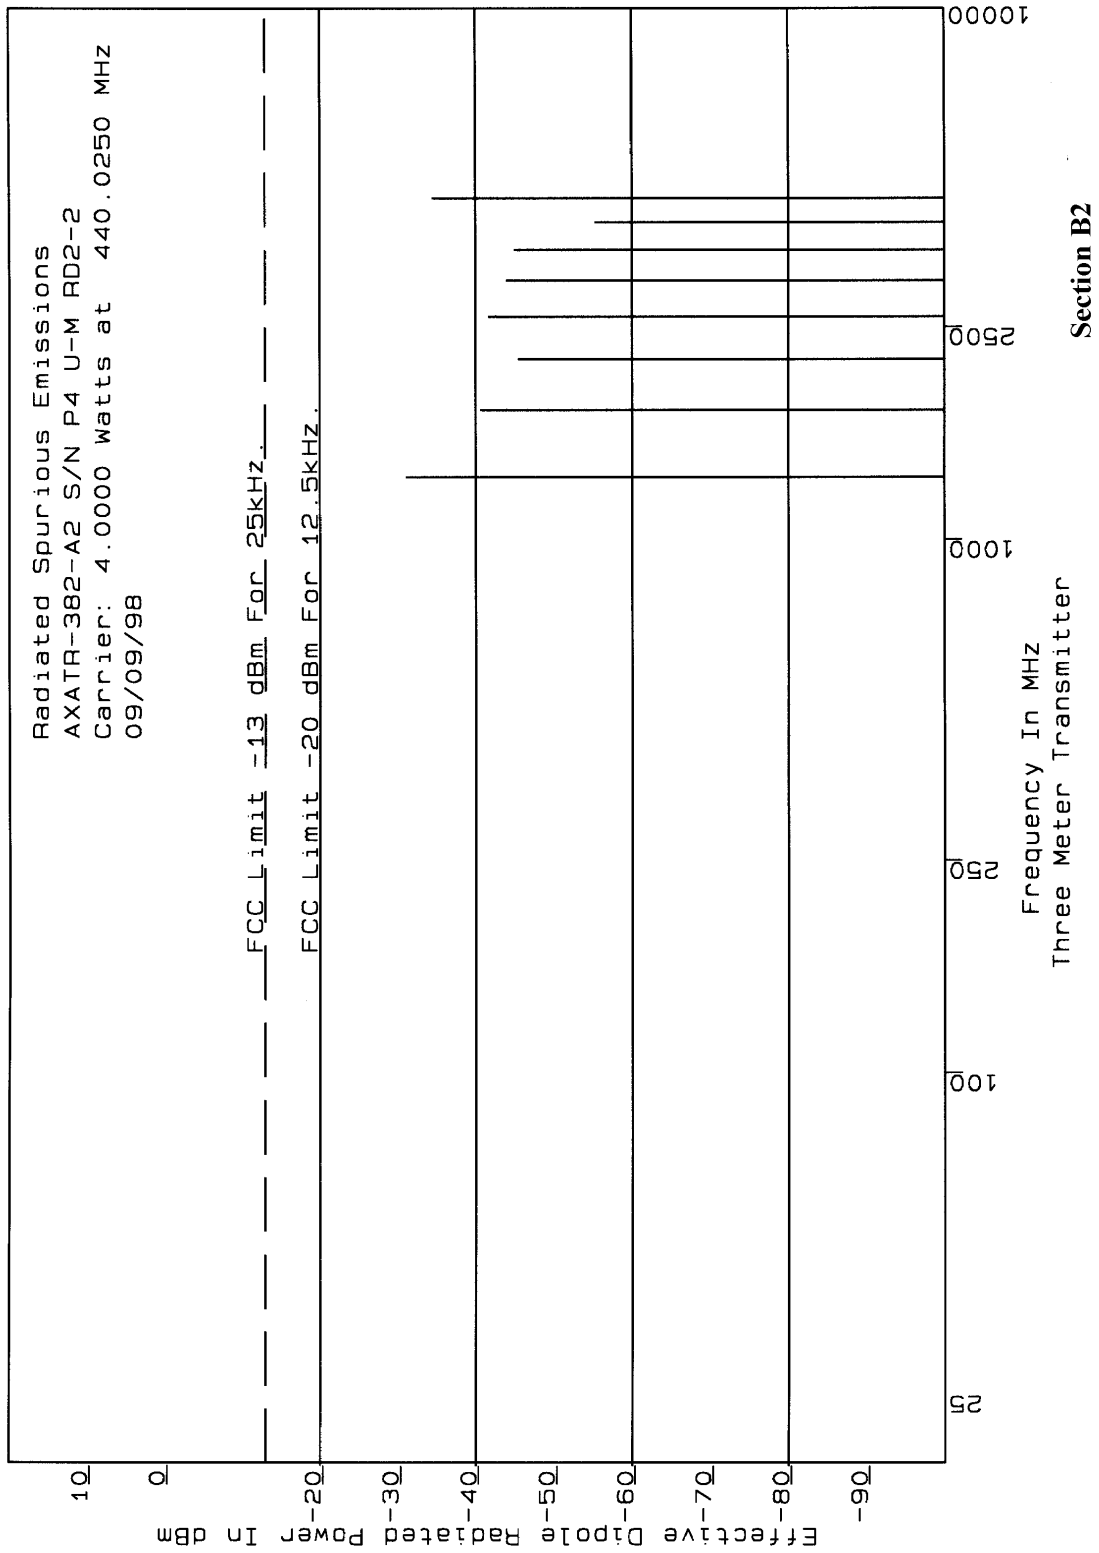 Radiated Spurious Emissions
AXATR-382-A2 S/N P4 U-M RD2-2
Carrier: 4.0000 Watts at 440.0250 MHz
09/09/98
FCC Limit -13 dBm For 25kHz.
FCC Limit -20 dBm For 12.5kHz.
Effective Dipole Radiated Power In dBm
10
0
-20
-30
-40
-50
-60
-70
-80
-90
25
100
250
1000
2500
10000
Frequency In MHz
Three Meter Transmitter
Section B2